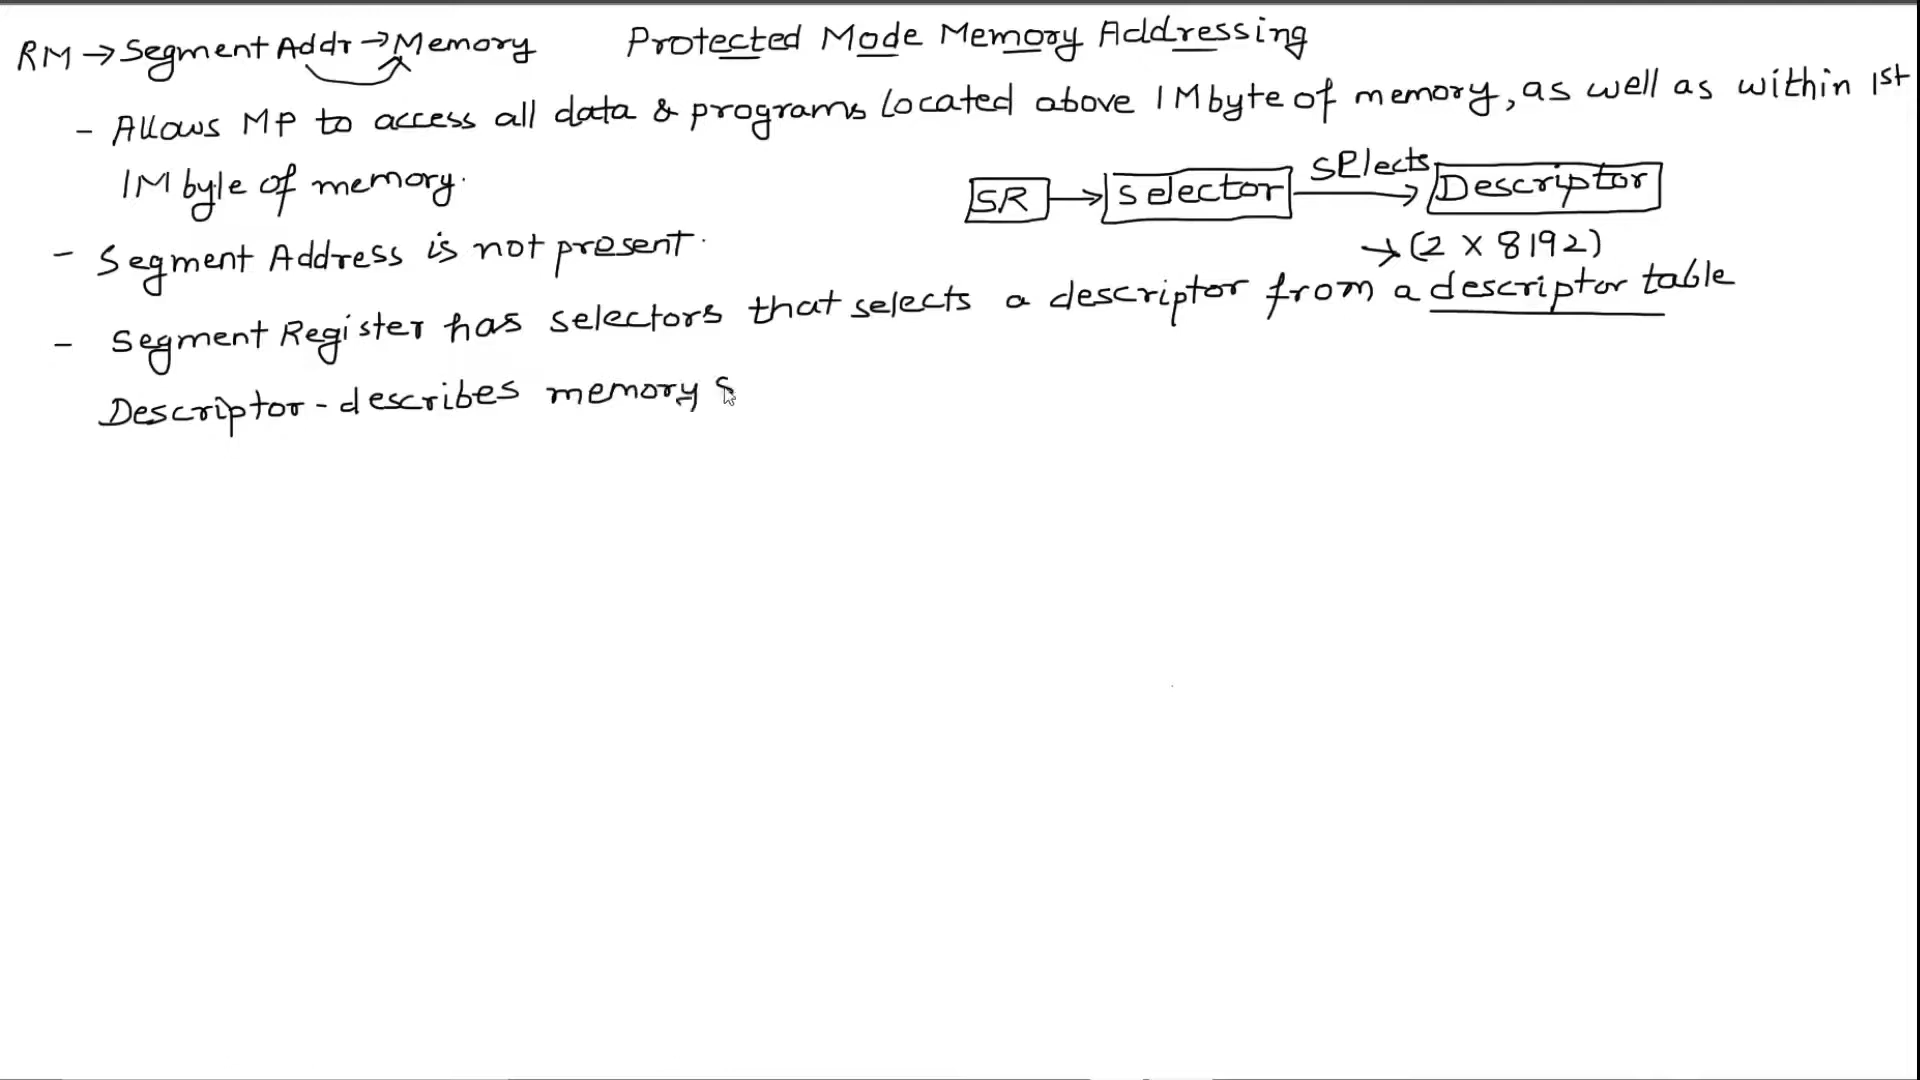 RM → Segment Addr → Memory
Protected Mode Memory Addressing
- Allows MP to access all data & programs located above 1 Mbyte of memory, as well as within 1st
1M byte of memory.
SR → selector selects → Descriptor
→ (2 × 8192)
- Segment Address is not present.
- Segment Register has selectors that selects a descriptor from a descriptor table
Descriptor - describes memory s